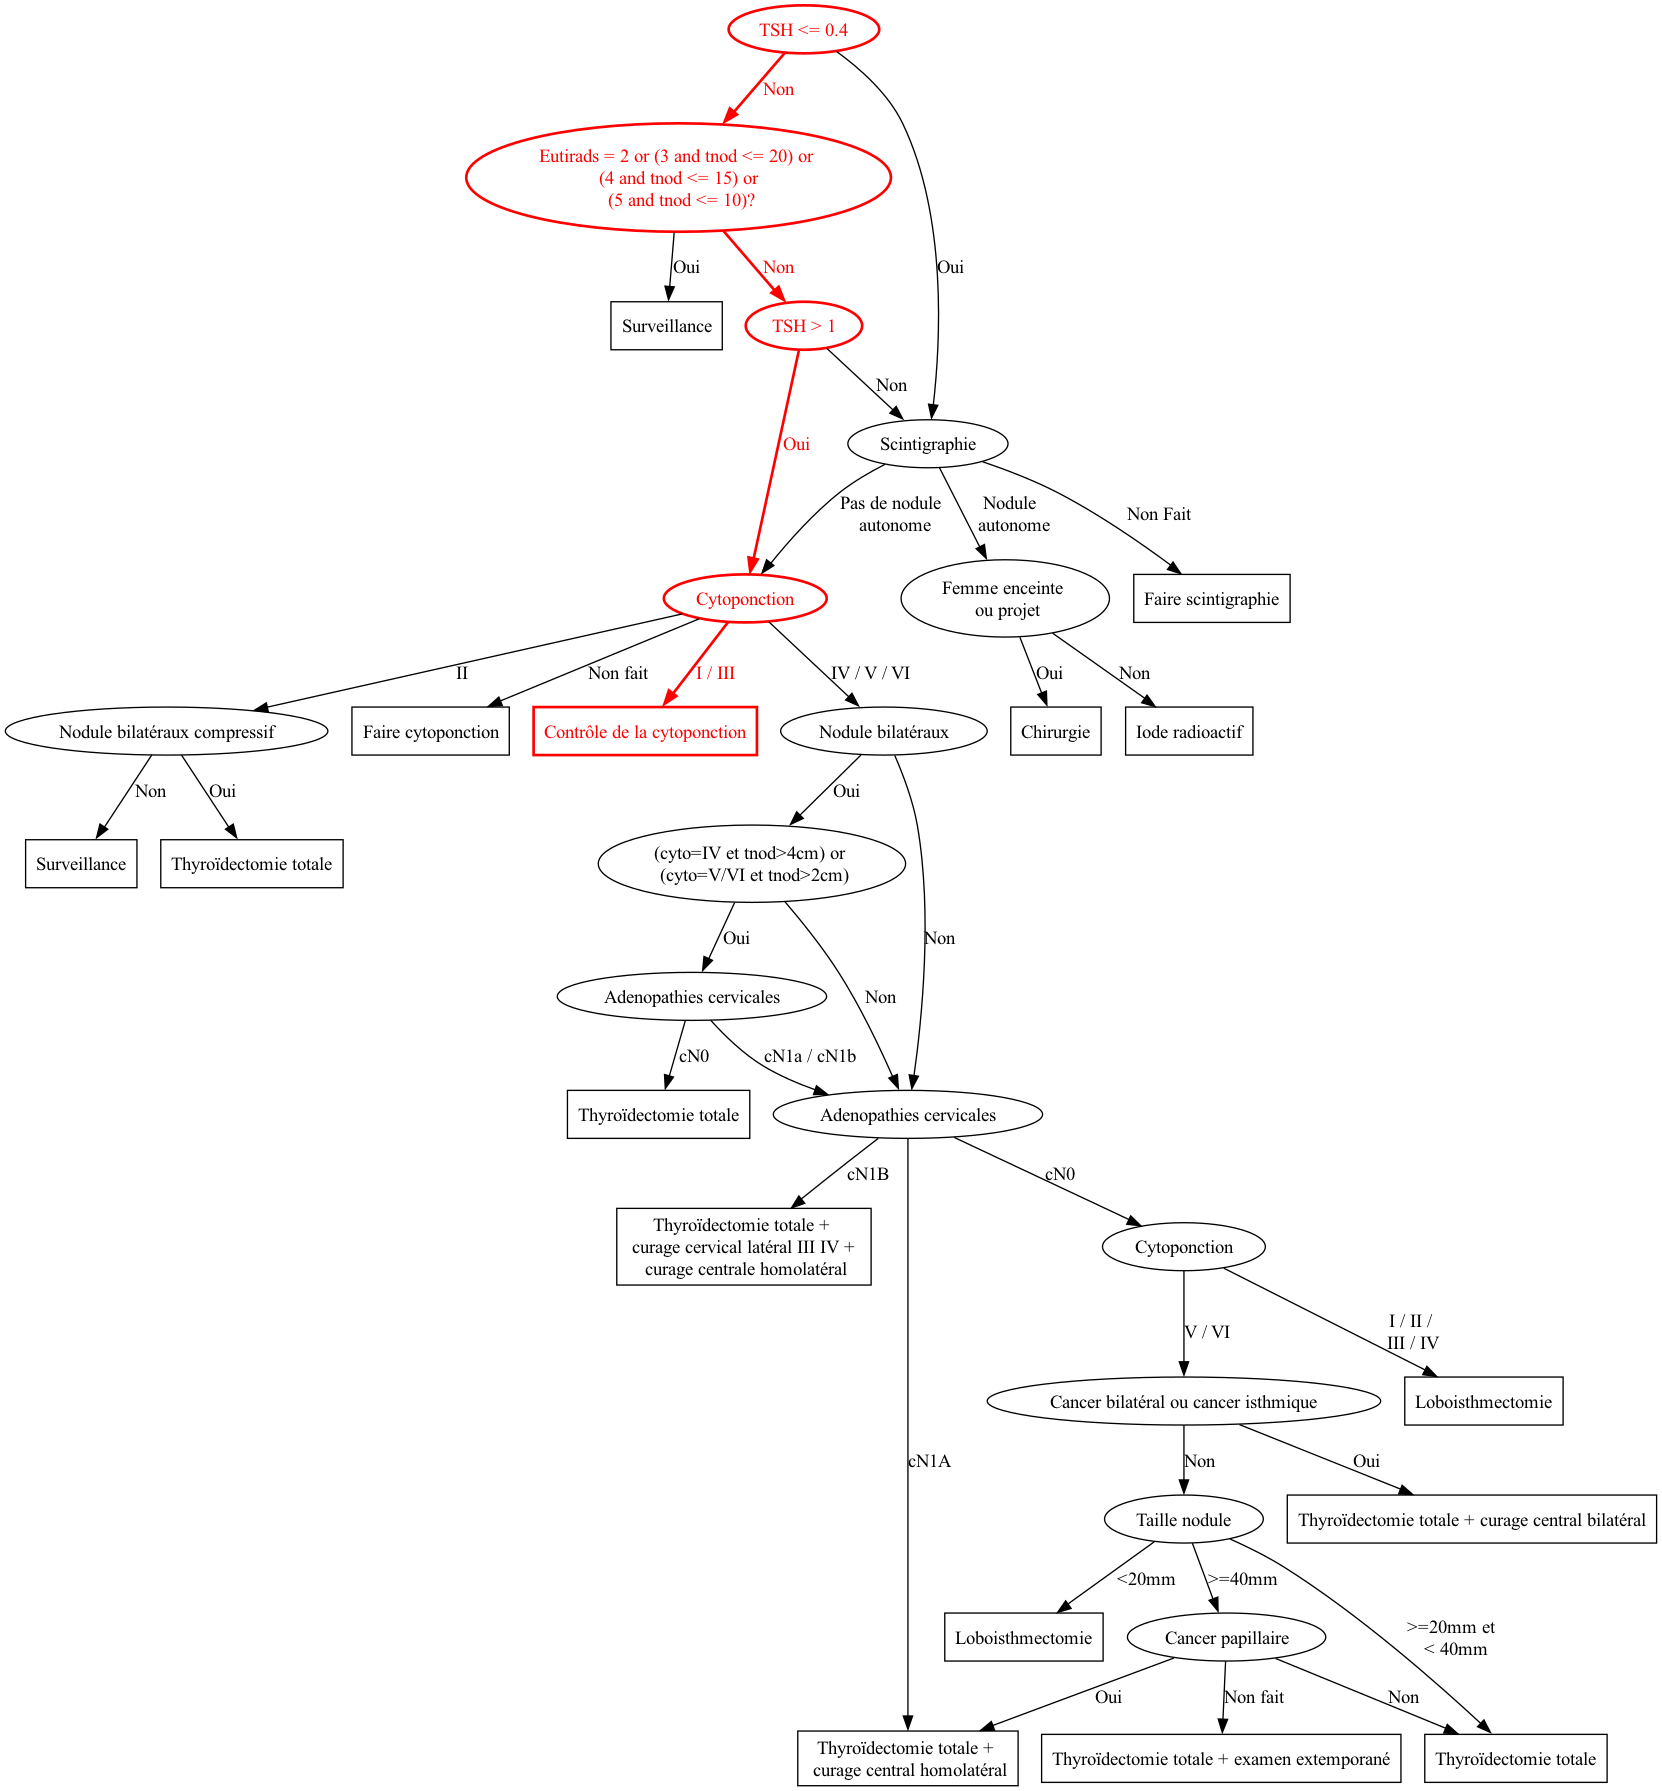 TSH <= 0.4
Non
Eutirads = 2 or (3 and tnod <= 20) or
(4 and tnod <= 15) or
(5 and tnod <= 10)?
Oui
Non
Oui
Surveillance
TSH > 1
Non
Oui
Scintigraphie
Pas de nodule
autonome
Nodule
autonome
Non Fait
Cytoponction
Femme enceinte
ou projet
Faire scintigraphie
II
Non fait
I / III
IV / V / VI
Oui
Non
Nodule bilatéraux compressif
Faire cytoponction
Contrôle de la cytoponction
Nodule bilatéraux
Chirurgie
Iode radioactif
Non
Oui
Oui
Surveillance
Thyroïdectomie totale
(cyto=IV et tnod>4cm) or
(cyto=V/VI et tnod>2cm)
Oui
Non
Adenopathies cervicales
Non
cN0
cN1a / cN1b
Thyroïdectomie totale
Adenopathies cervicales
cN1B
cN0
Thyroïdectomie totale +
curage cervical latéral III IV +
curage centrale homolatéral
Cytoponction
V / VI
I / II /
III / IV
Cancer bilatéral ou cancer isthmique
Loboisthmectomie
cN1A
Non
Oui
Taille nodule
Thyroïdectomie totale + curage central bilatéral
<20mm
>=40mm
>=20mm et
< 40mm
Loboisthmectomie
Cancer papillaire
Oui
Non fait
Non
Thyroïdectomie totale +
curage central homolatéral
Thyroïdectomie totale + examen extemporané
Thyroïdectomie totale